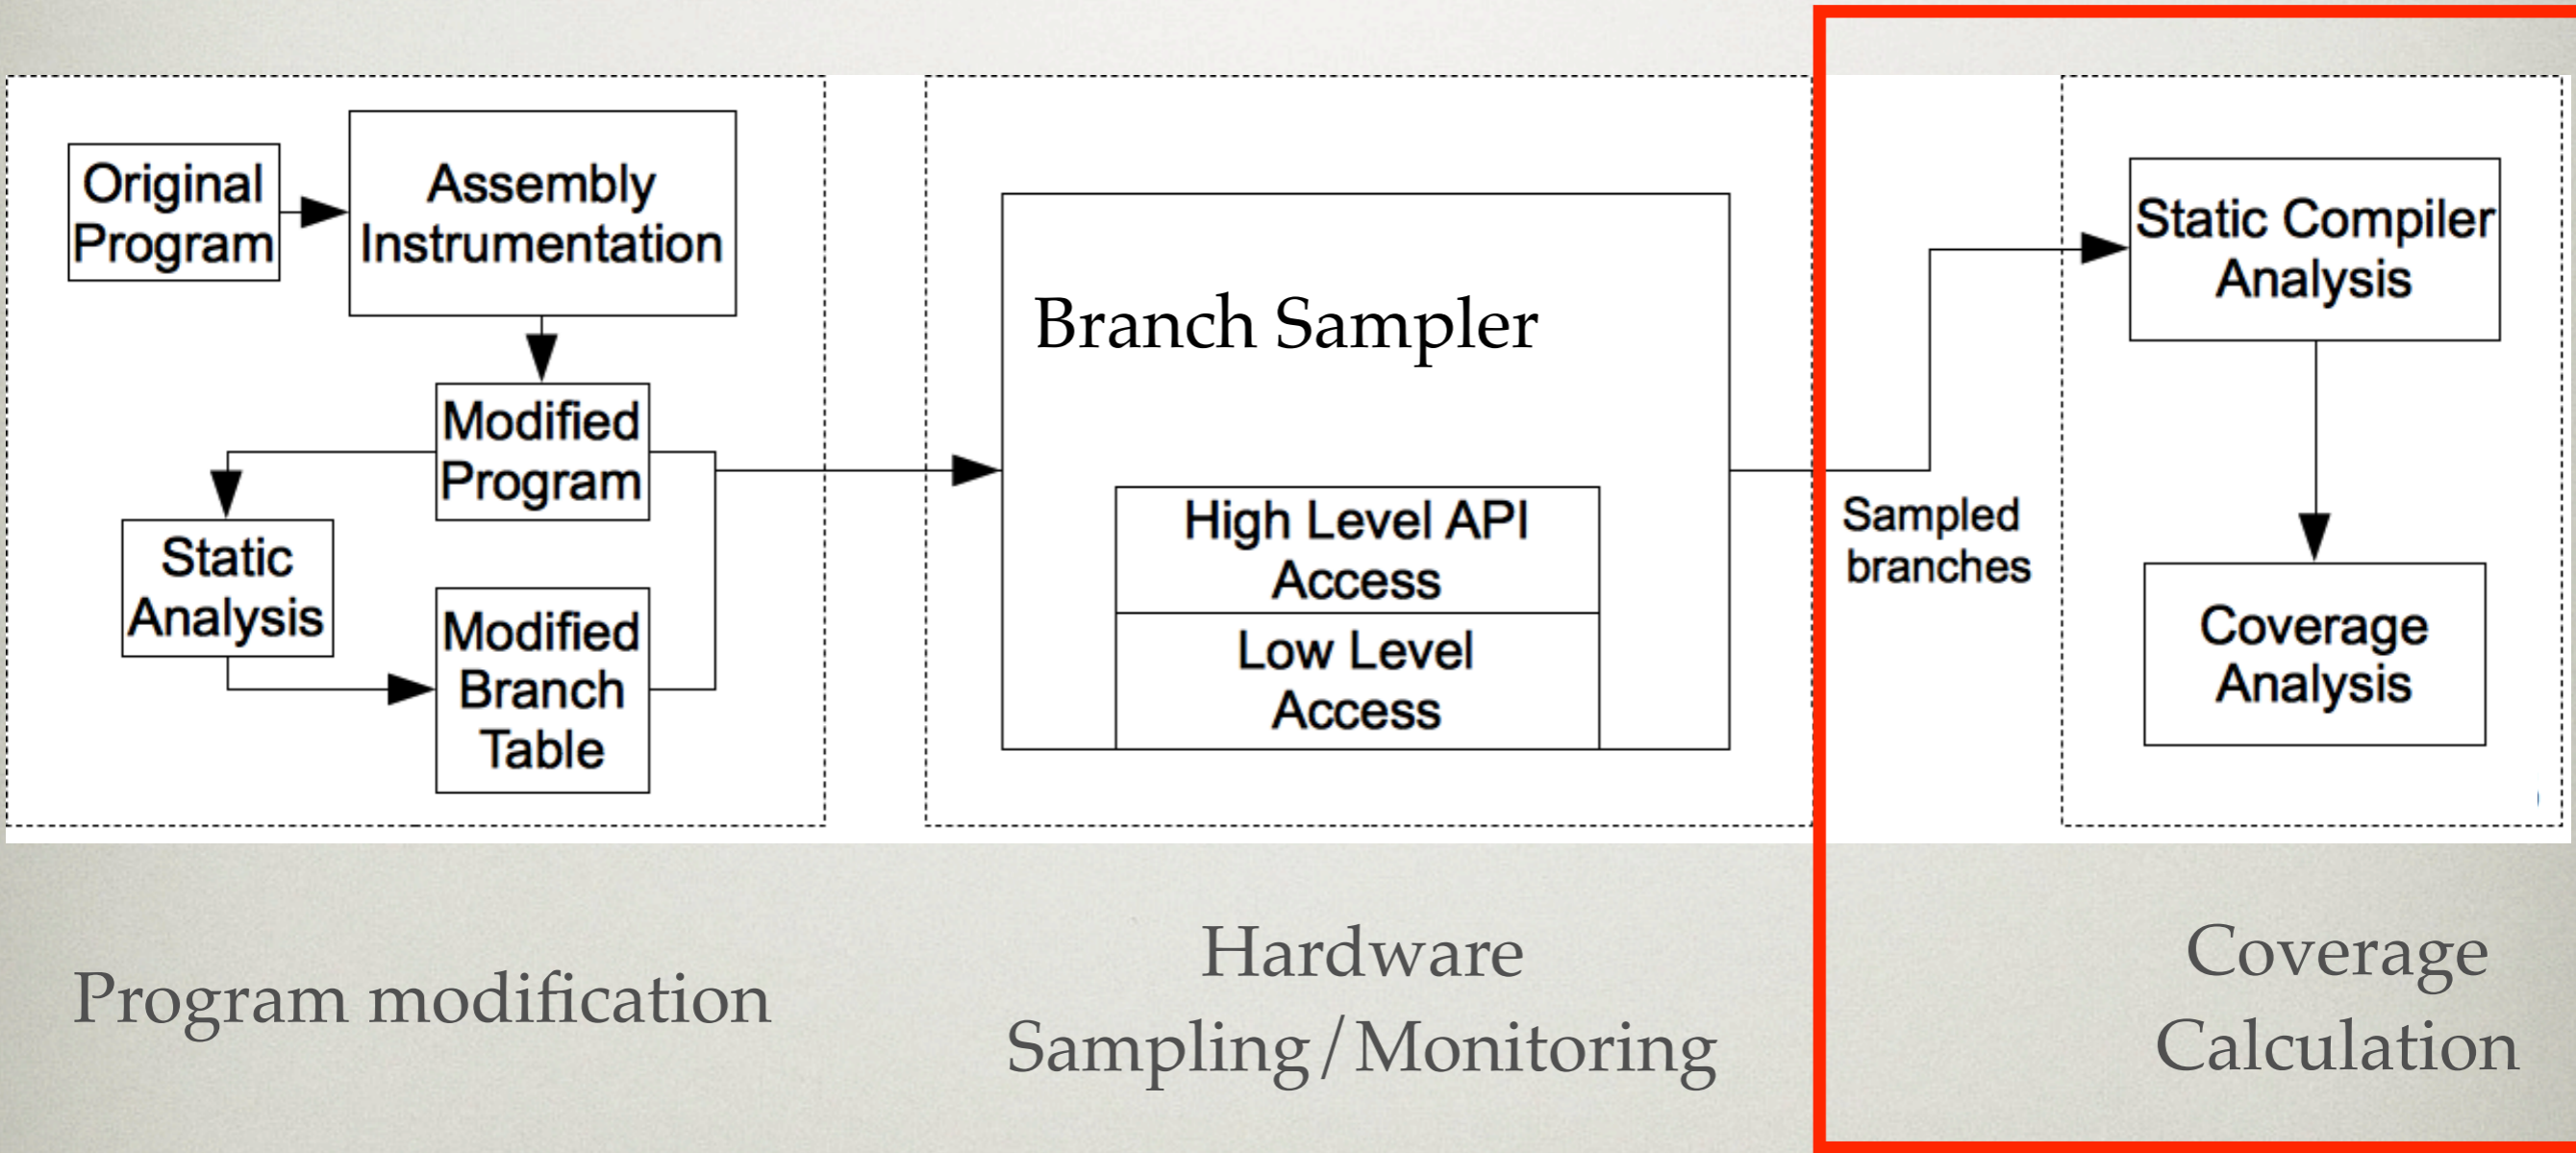 Original
Program
Assembly
Instrumentation
Modified
Program
Static
Analysis
Modified
Branch
Table
Branch Sampler
High Level API
Access
Low Level
Access
Sampled
branches
Static Compiler
Analysis
Coverage
Analysis
Program modification
Hardware
Sampling/Monitoring
Coverage
Calculation